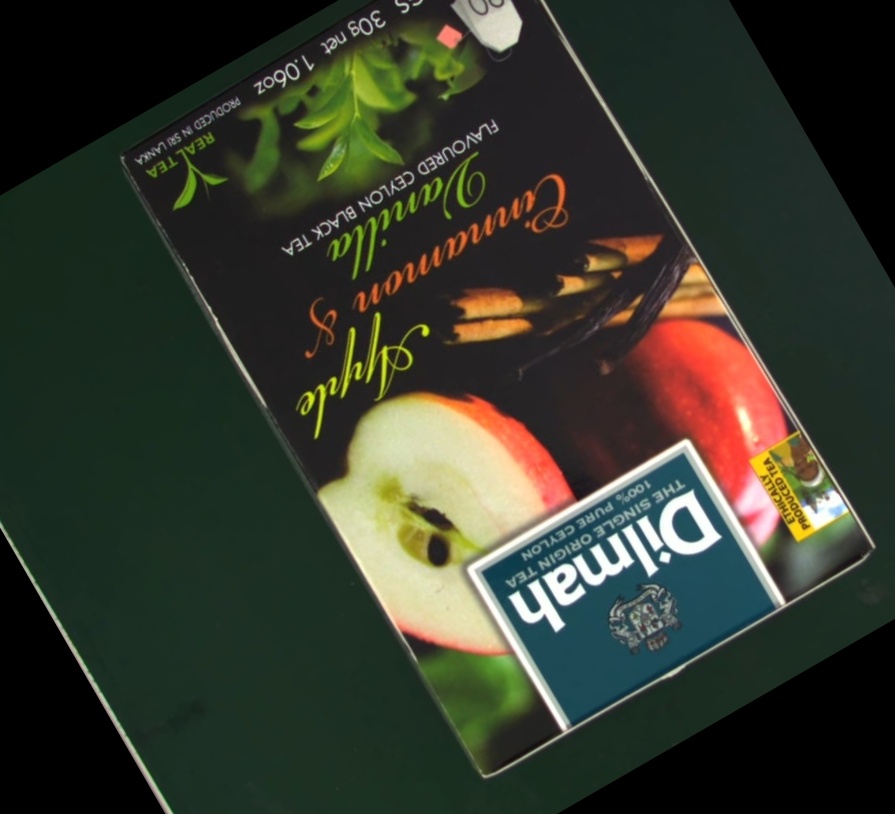 Dilmah
THE SINGLE ORIGIN TEA
100% PURE CEYLON
ETHICALLY
PRODUCED TEA
Apple
Cinnamon &
Vanilla
FLAVOURED CEYLON BLACK TEA
REAL TEA
PRODUCED IN SRI LANKA
30g net 1.06oz